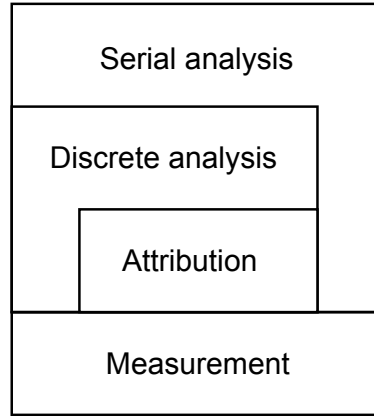 Serial analysis
Discrete analysis
Attribution
Measurement